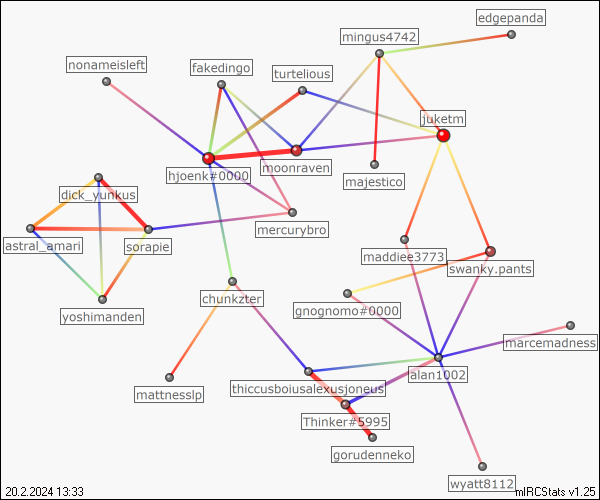 edgepanda
mingus4742
nonameisleft
fakedingo
turtelious
juketm
hjoenk#0000
moonraven
majestico
dick_yunkus
mercurybro
astral_amari
sorapie
maddiee3773
swanky.pants
chunkzter
gnognomo#0000
yoshimanden
marcemadness
alan1002
thiccusboiusalexusjoneus
mattnesslp
Thinker#5995
gorudenneko
wyatt8112
20.2.2024 13:33
mIRCStats v1.25